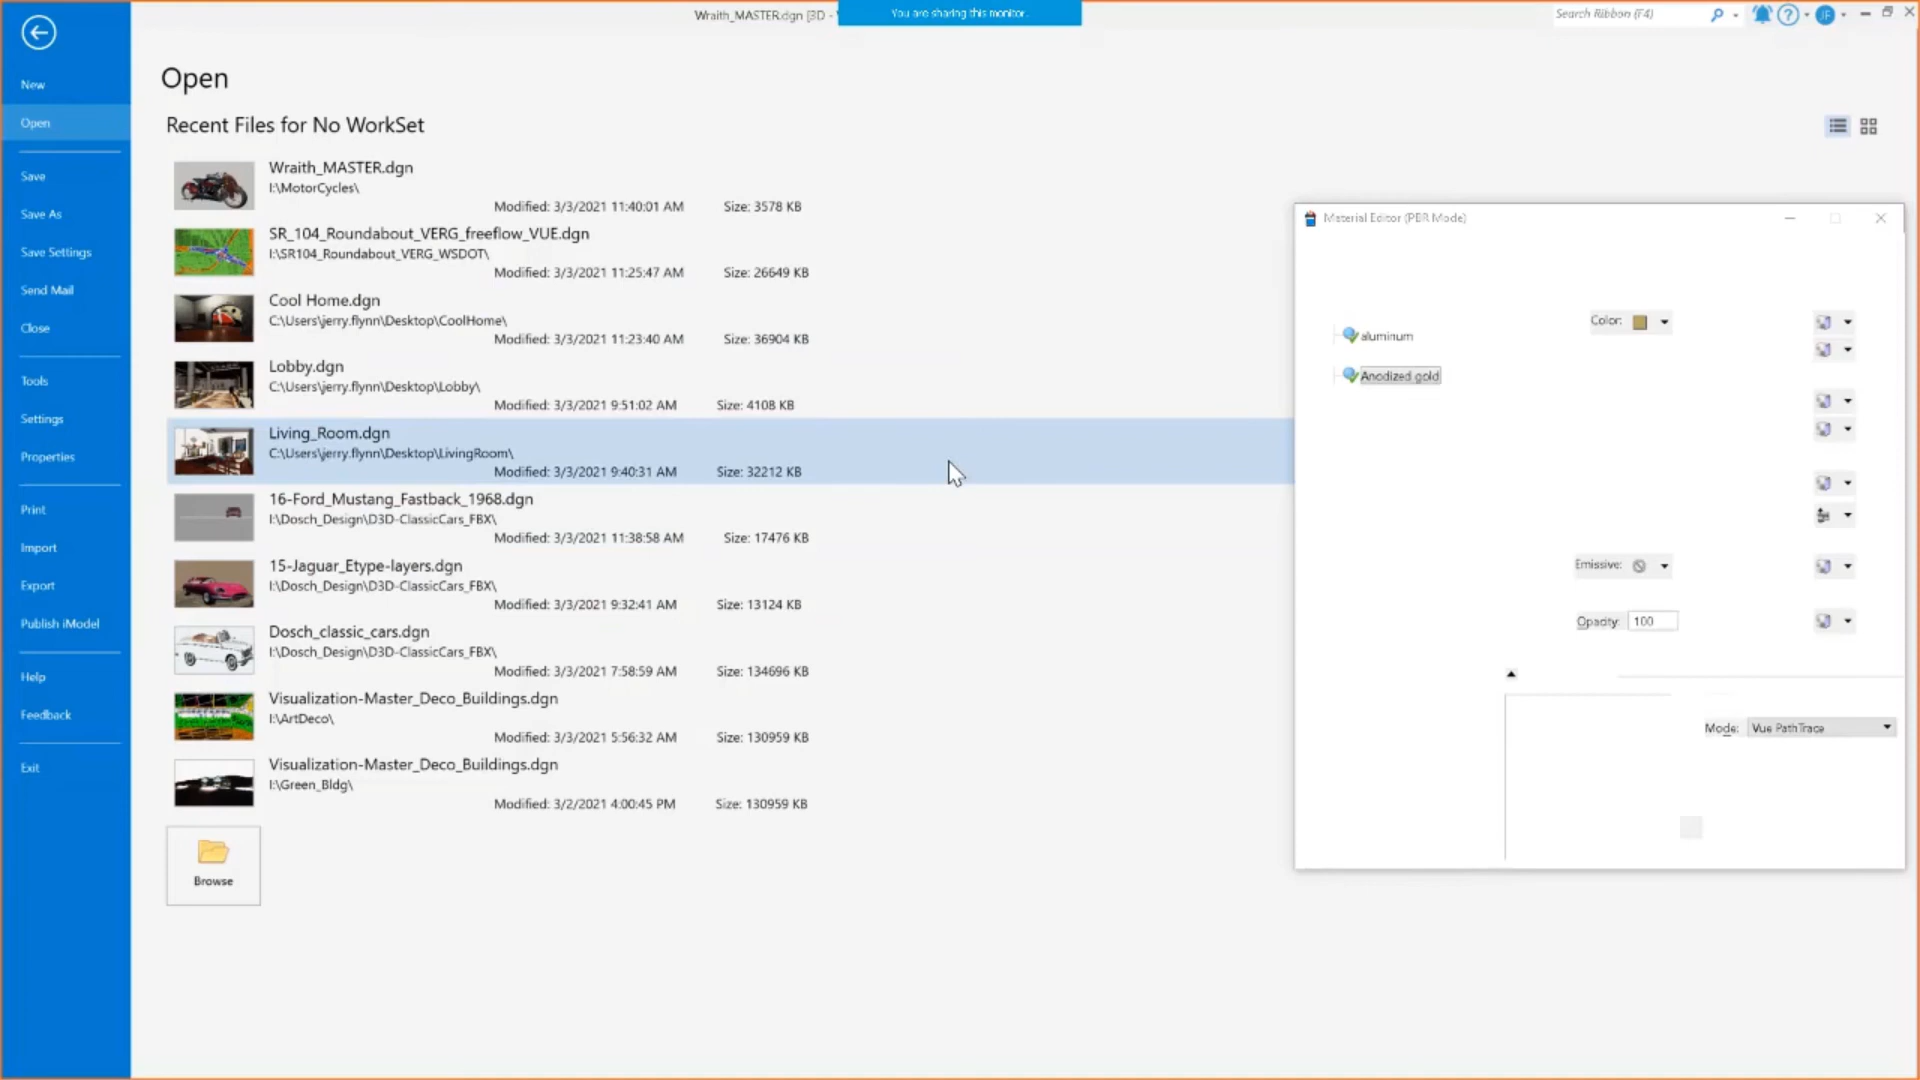 Wraith_MASTER.dgn [3D -
You are sharing this monitor.
Search Ribbon (F4)
JF
New
Open
Save
Save As
Save Settings
Send Mail
Close
Tools
Settings
Properties
Print
Import
Export
Publish iModel
Help
Feedback
Exit
Open
Recent Files for No WorkSet
Wraith_MASTER.dgn
I:\MotorCycles\
Modified: 3/3/2021 11:40:01 AM Size: 3578 KB
SR_104_Roundabout_VERG_freeflow_VUE.dgn
I:\SR104_Roundabout_VERG_WSDOT\
Modified: 3/3/2021 11:25:47 AM Size: 26649 KB
Cool Home.dgn
C:\Users\jerry.flynn\Desktop\CoolHome\
Modified: 3/3/2021 11:23:40 AM Size: 36904 KB
Lobby.dgn
C:\Users\jerry.flynn\Desktop\Lobby\
Modified: 3/3/2021 9:51:02 AM Size: 4108 KB
Living_Room.dgn
C:\Users\jerry.flynn\Desktop\LivingRoom\
Modified: 3/3/2021 9:40:31 AM Size: 32212 KB
16-Ford_Mustang_Fastback_1968.dgn
I:\Dosch_Design\D3D-ClassicCars_FBX\
Modified: 3/3/2021 11:38:58 AM Size: 17476 KB
15-Jaguar_Etype-layers.dgn
I:\Dosch_Design\D3D-ClassicCars_FBX\
Modified: 3/3/2021 9:32:41 AM Size: 13124 KB
Dosch_classic_cars.dgn
I:\Dosch_Design\D3D-ClassicCars_FBX\
Modified: 3/3/2021 7:58:59 AM Size: 134696 KB
Visualization-Master_Deco_Buildings.dgn
I:\ArtDeco\
Modified: 3/3/2021 5:56:32 AM Size: 130959 KB
Visualization-Master_Deco_Buildings.dgn
I:\Green_Bldg\
Modified: 3/2/2021 4:00:45 PM Size: 130959 KB
Browse
Material Editor (PBR Mode)
aluminum
Anodized gold
Color:
Emissive:
Opacity: 100
Mode: Vue PathTrace